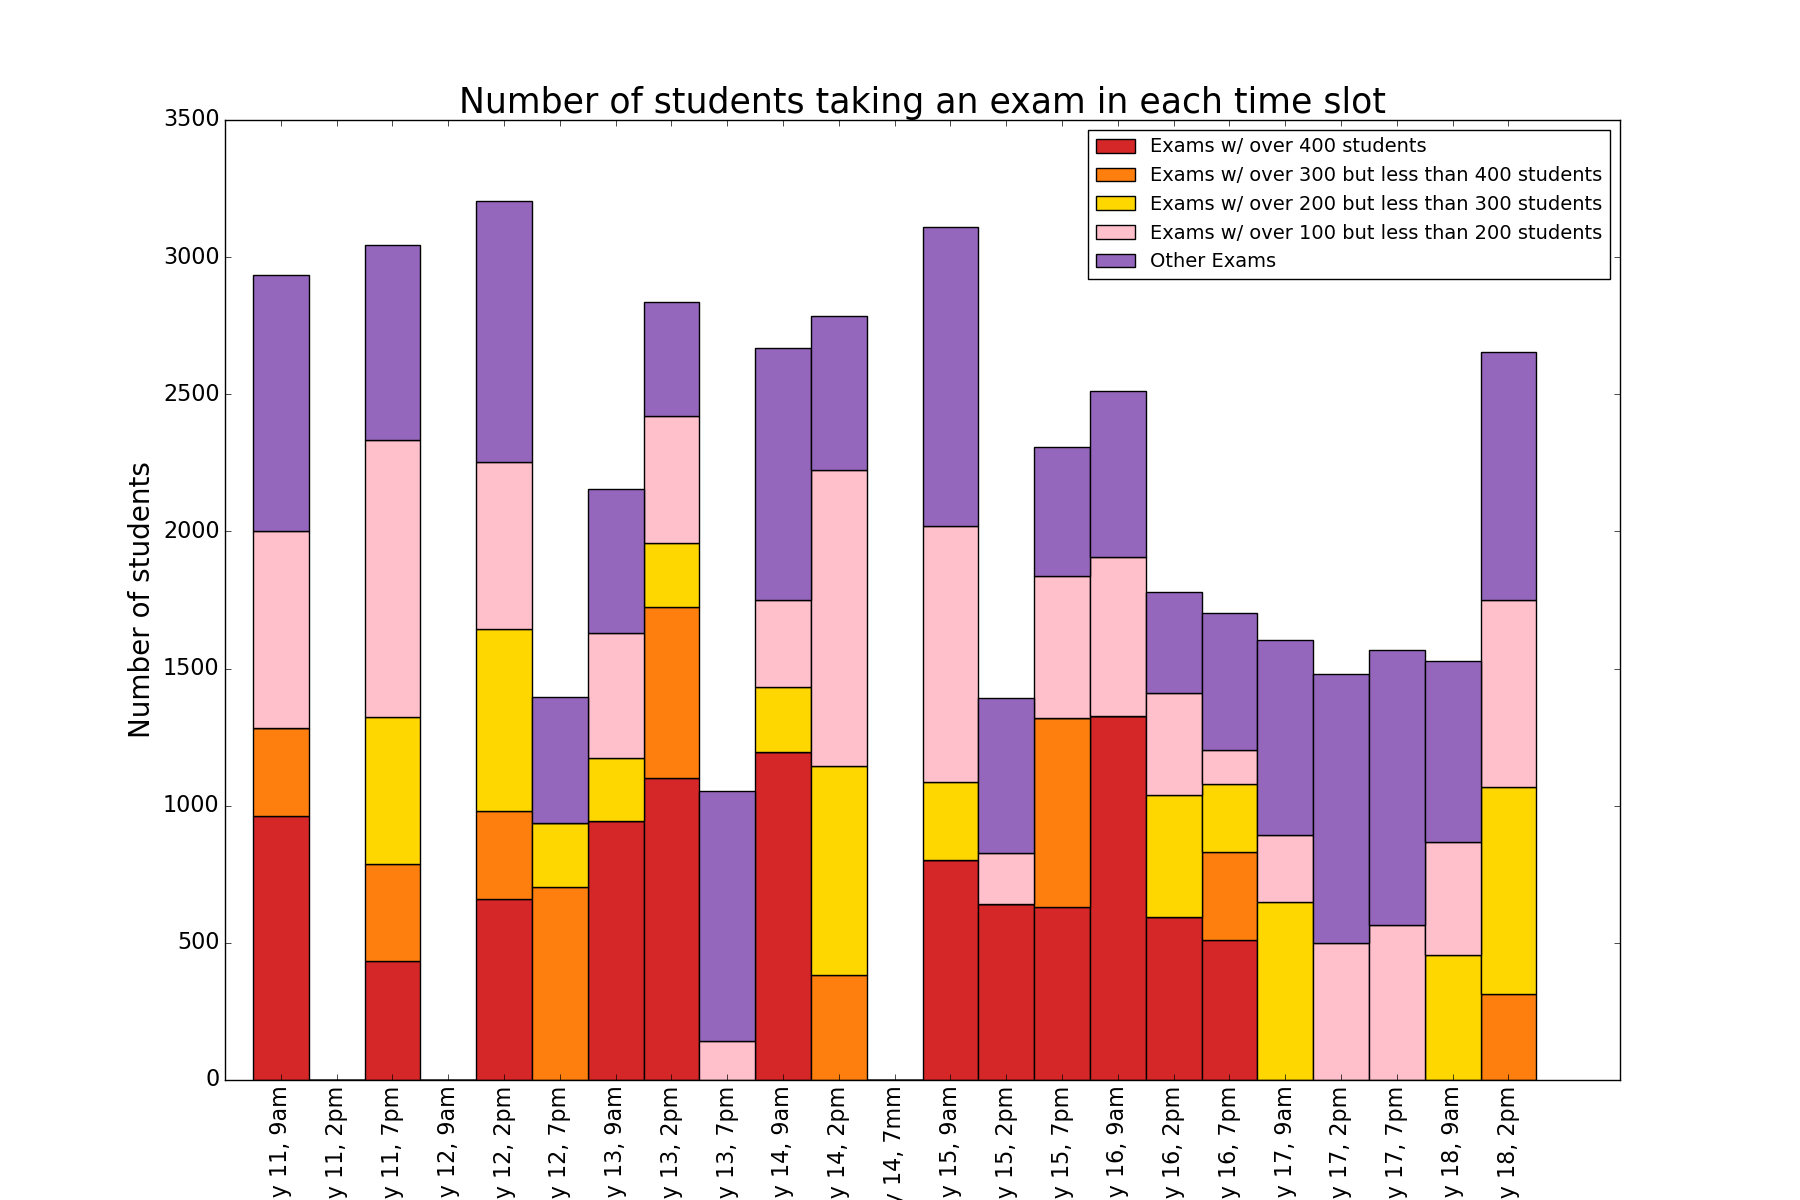 Number of students taking an exam in each time slot
Exams w/ over 400 students
Exams w/ over 300 but less than 400 students
Exams w/ over 200 but less than 300 students
Exams w/ over 100 but less than 200 students
Other Exams
Number of students
3500
3000
2500
2000
1500
1000
500
0
y 11, 9am
y 11, 2pm
y 11, 7pm
y 12, 9am
y 12, 2pm
y 12, 7pm
y 13, 9am
y 13, 2pm
y 13, 7pm
y 14, 9am
y 14, 2pm
y 14, 7mm
y 15, 9am
y 15, 2pm
y 15, 7pm
y 16, 9am
y 16, 2pm
y 16, 7pm
y 17, 9am
y 17, 2pm
y 17, 7pm
y 18, 9am
y 18, 2pm